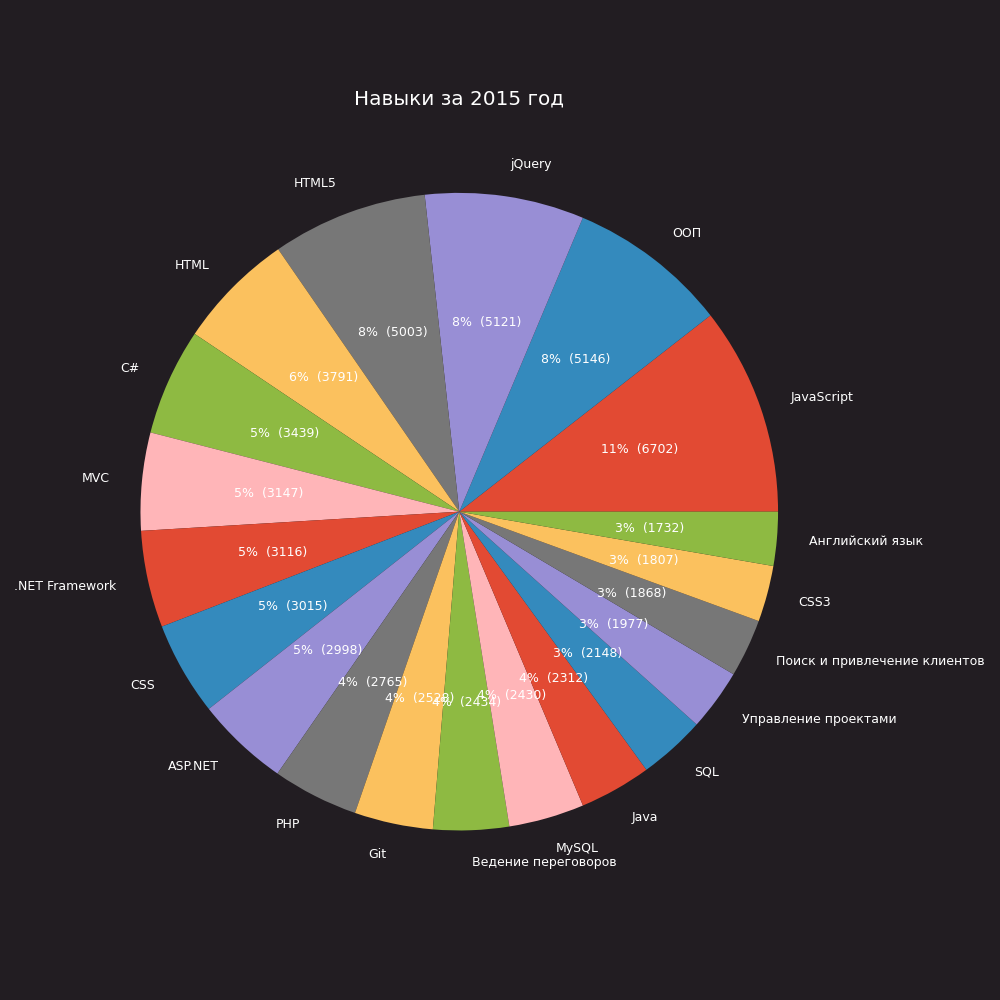 Навыки за 2015 год
jQuery
HTML5
ООП
HTML
8% (5121)
8% (5003)
8% (5146)
C#
6% (3791)
JavaScript
5% (3439)
11% (6702)
MVC
5% (3147)
3% (1732)
Английский язык
5% (3116)
3% (1807)
.NET Framework
3% (1868)
CSS3
5% (3015)
3% (1977)
5% (2998)
3% (2148)
Поиск и привлечение клиентов
CSS
4% (2765)
4% (2312)
4% (2430)
4% (2528)
4% (2434)
Управление проектами
ASP.NET
SQL
PHP
Java
Git
MySQL
Ведение переговоров